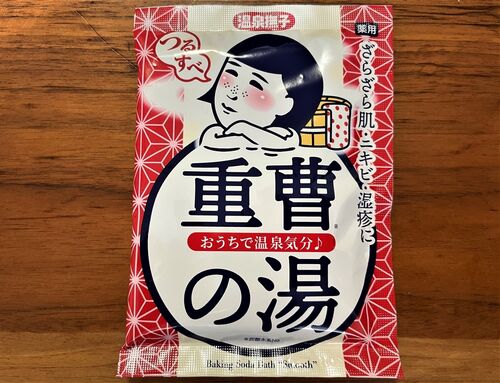 温泉撫子
薬用
つる
すべ
ざらざら肌・ニキビ・湿疹に
重曹
おうちで温泉気分♪
の湯
Baking Soda Bath "Smooth"